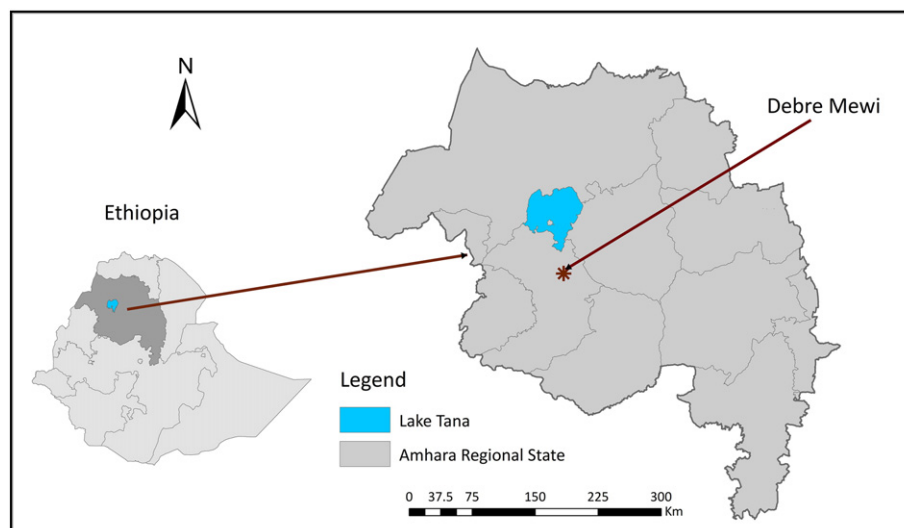 N
Debre Mewi
Ethiopia
Legend
Lake Tana
Amhara Regional State
0 37.5 75 150 225 300
Km